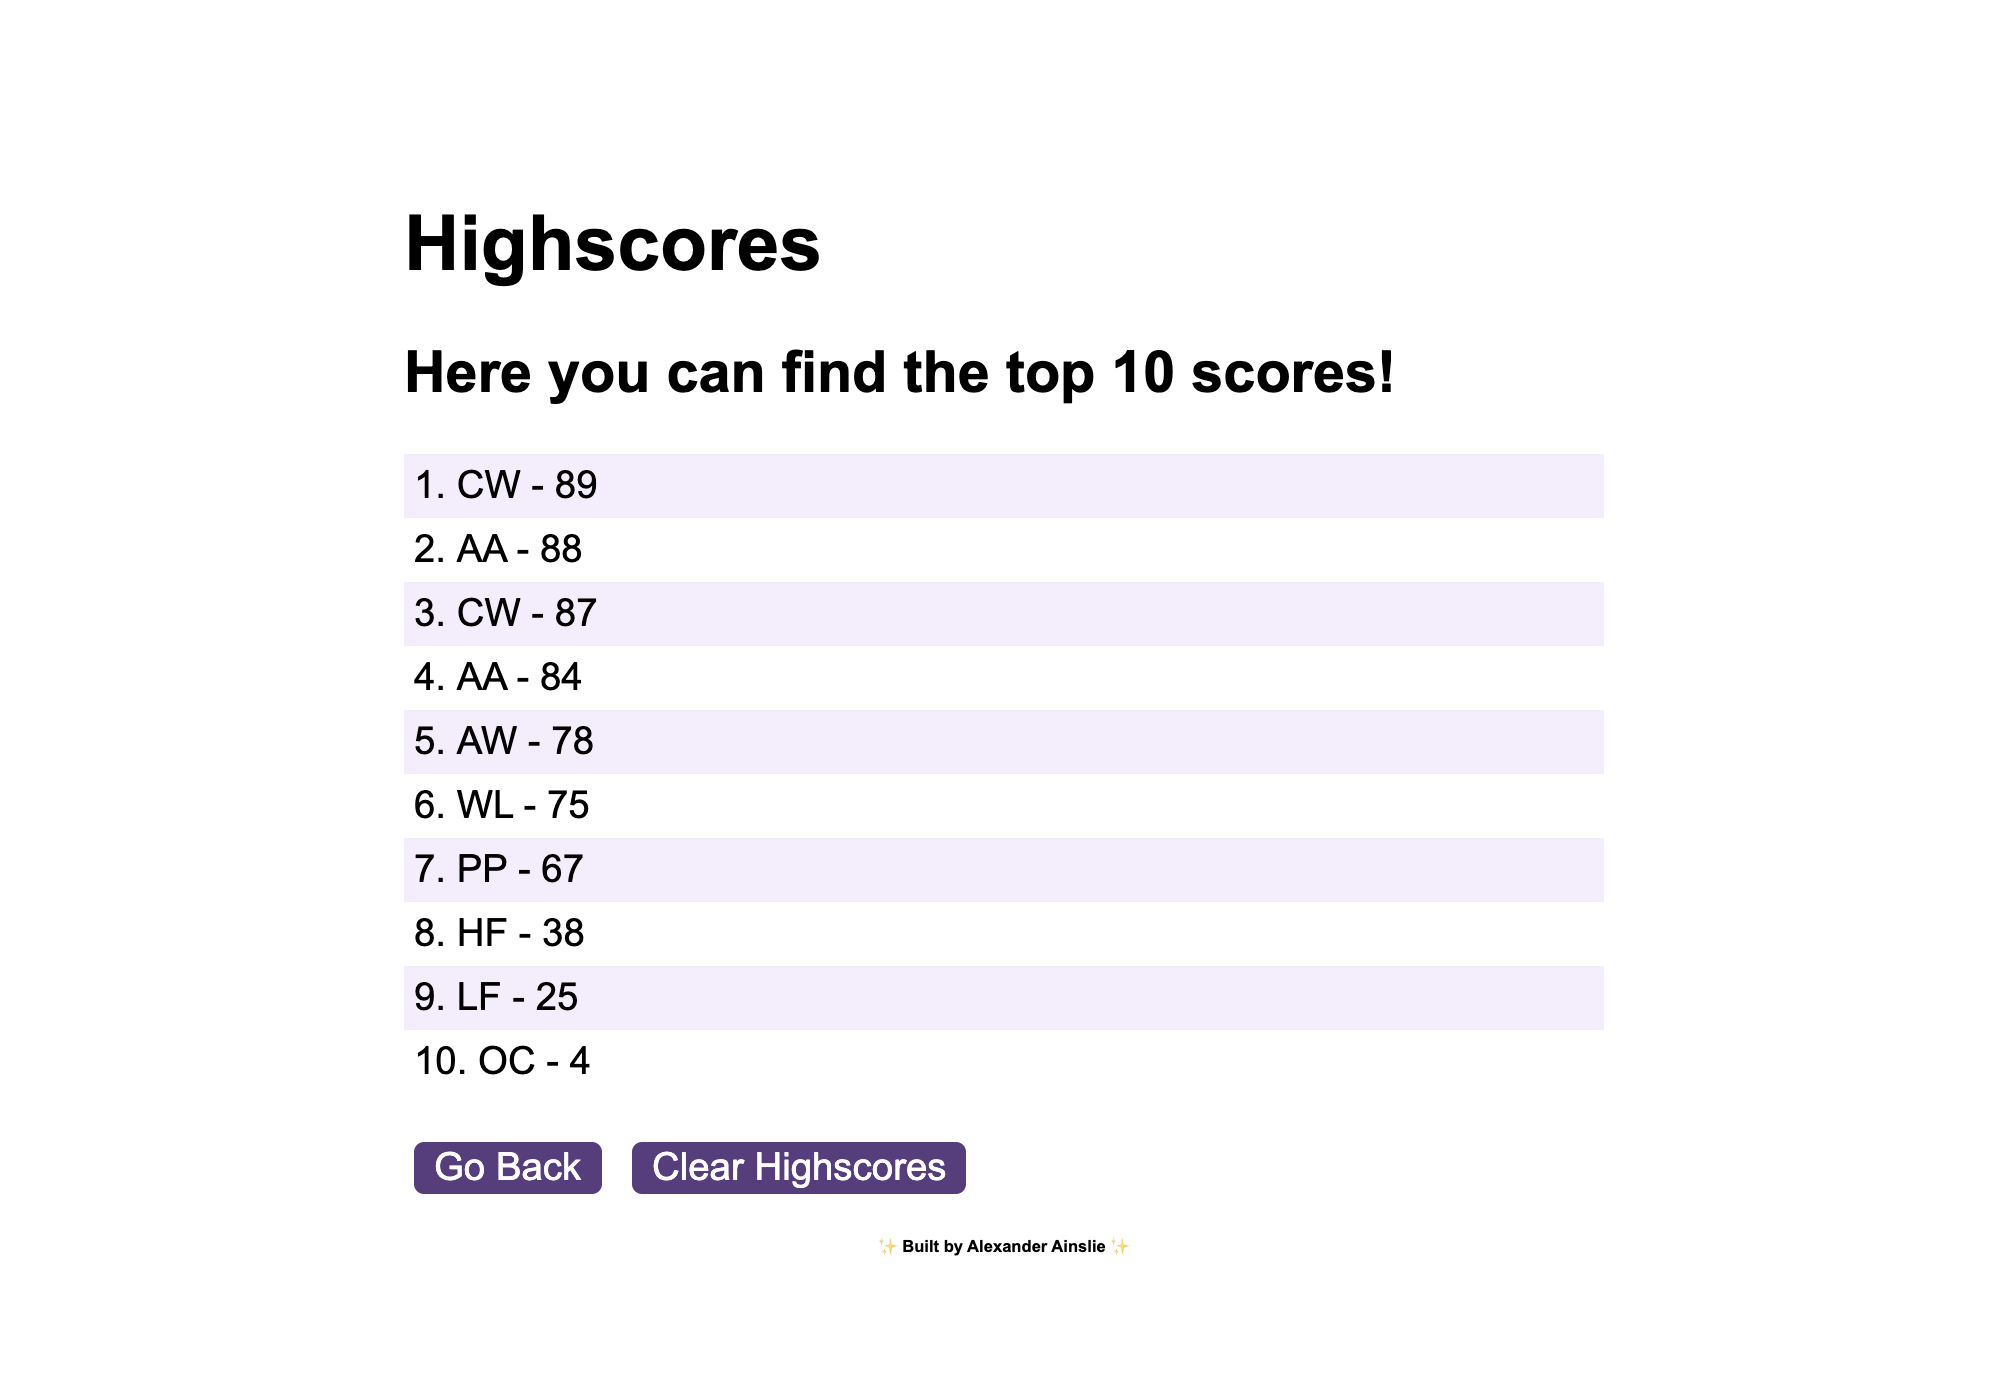 Highscores
Here you can find the top 10 scores!
1. CW - 89
2. AA - 88
3. CW - 87
4. AA - 84
5. AW - 78
6. WL - 75
7. PP - 67
8. HF - 38
9. LF - 25
10. OC - 4
Go Back Clear Highscores
✨ Built by Alexander Ainslie ✨